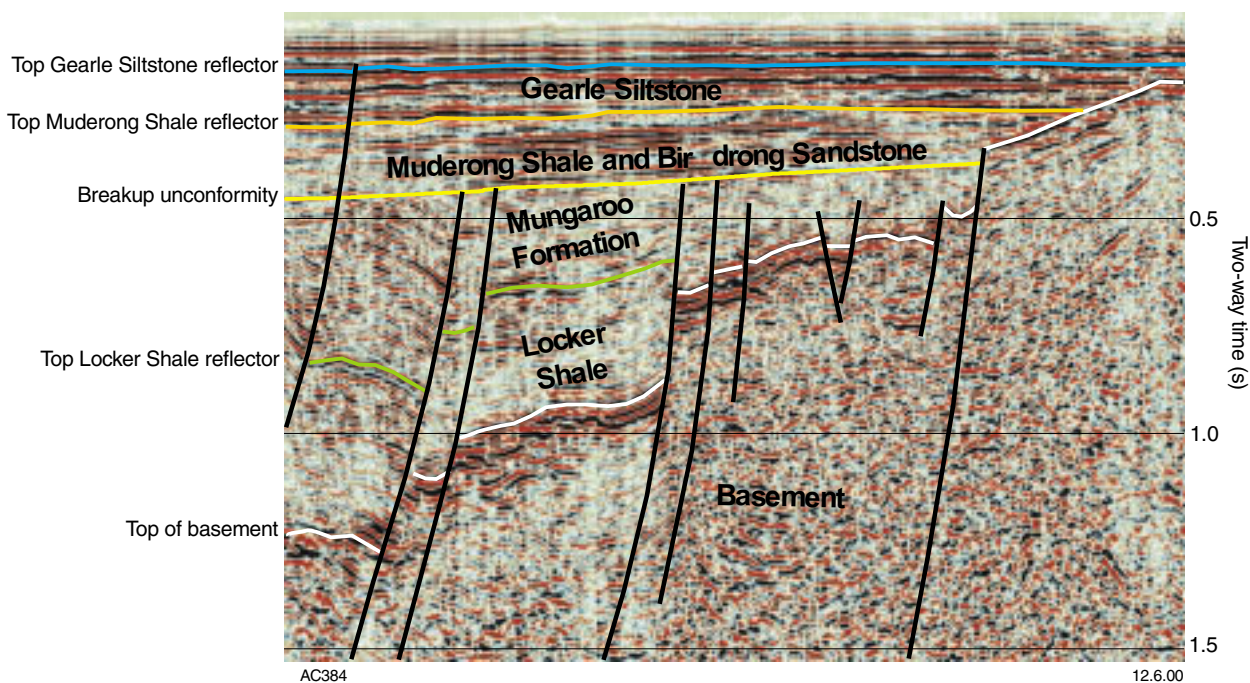 Top Gearle Siltstone reflector
Gearle Siltstone
Top Muderong Shale reflector
Muderong Shale and Bir drong Sandstone
Breakup unconformity
Mungaroo
Formation
0.5
Two-way time (s)
Locker
Shale
Top Locker Shale reflector
1.0
Basement
Top of basement
1.5
AC384
12.6.00